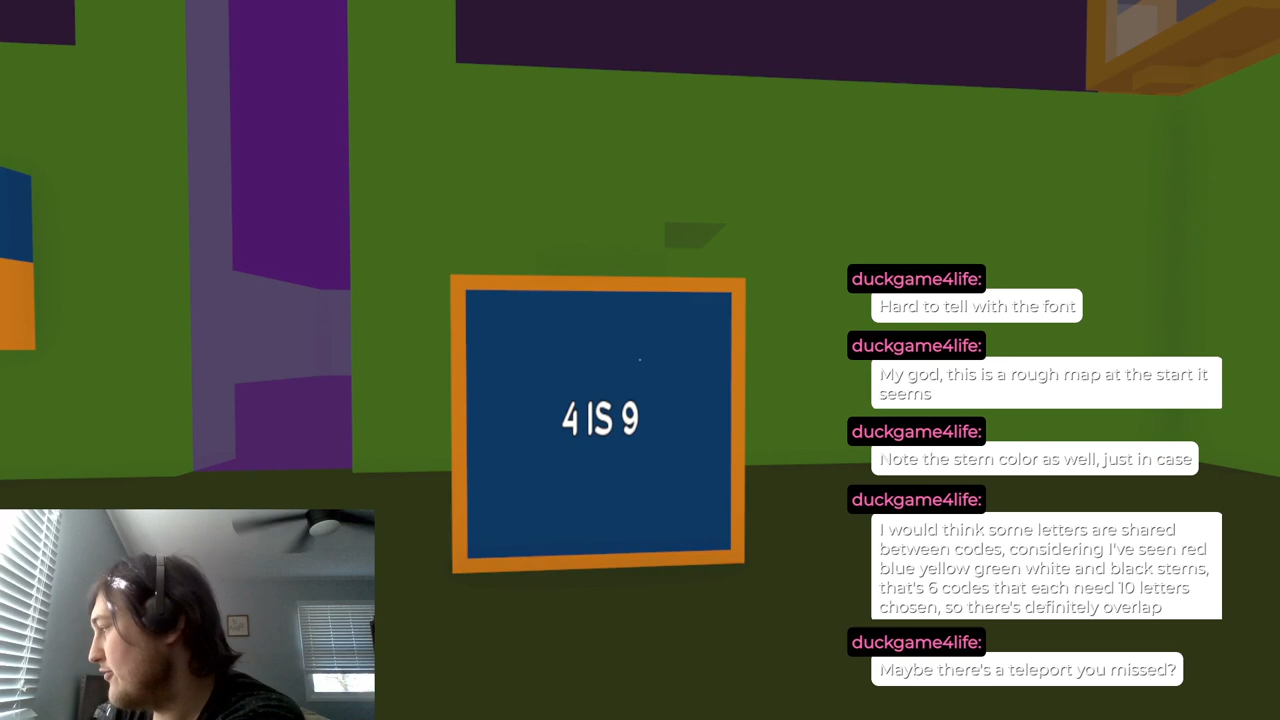 4 IS 9
duckgame4life:
Hard to tell with the font
duckgame4life:
My god, this is a rough map at the start it
seems
duckgame4life:
Note the stem color as well, just in case
duckgame4life:
I would think some letters are shared
between codes, considering I've seen red
blue yellow green white and black stems,
that's 6 codes that each need 10 letters
chosen, so there's definitely overlap
duckgame4life:
Maybe there's a teleport you missed?